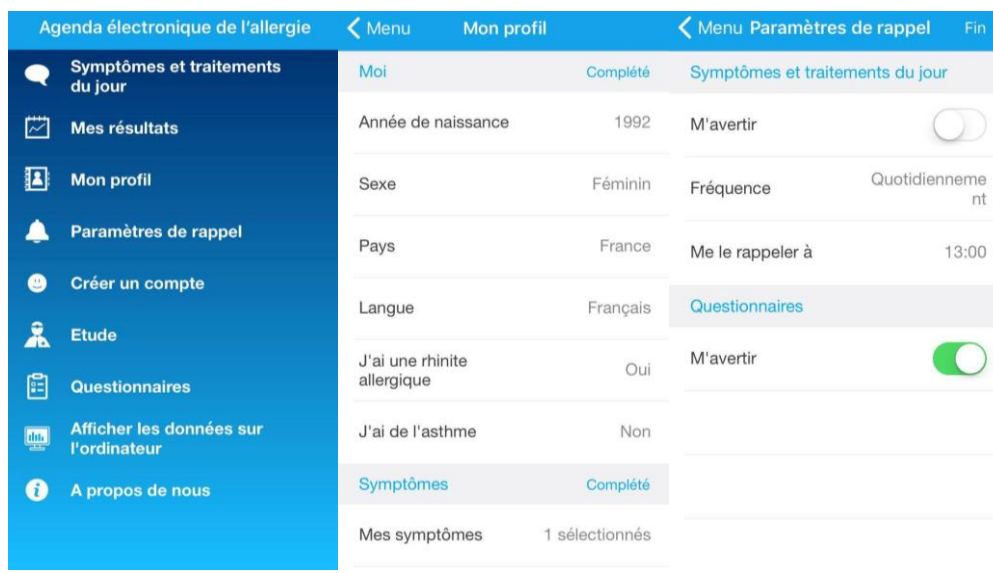 Agenda électronique de l'allergie
Symptômes et traitements
du jour
Mes résultats
Mon profil
Paramètres de rappel
Créer un compte
Etude
Questionnaires
Afficher les données sur
l'ordinateur
A propos de nous
Menu Mon profil
Moi Complété
Année de naissance 1992
Sexe Féminin
Pays France
Langue Français
J'ai une rhinite
allergique Oui
J'ai de l'asthme Non
Symptômes Complété
Mes symptômes 1 sélectionnés
Menu Paramètres de rappel Fin
Symptômes et traitements du jour
M'avertir
Fréquence Quotidienneme
nt
Me le rappeler à 13:00
Questionnaires
M'avertir